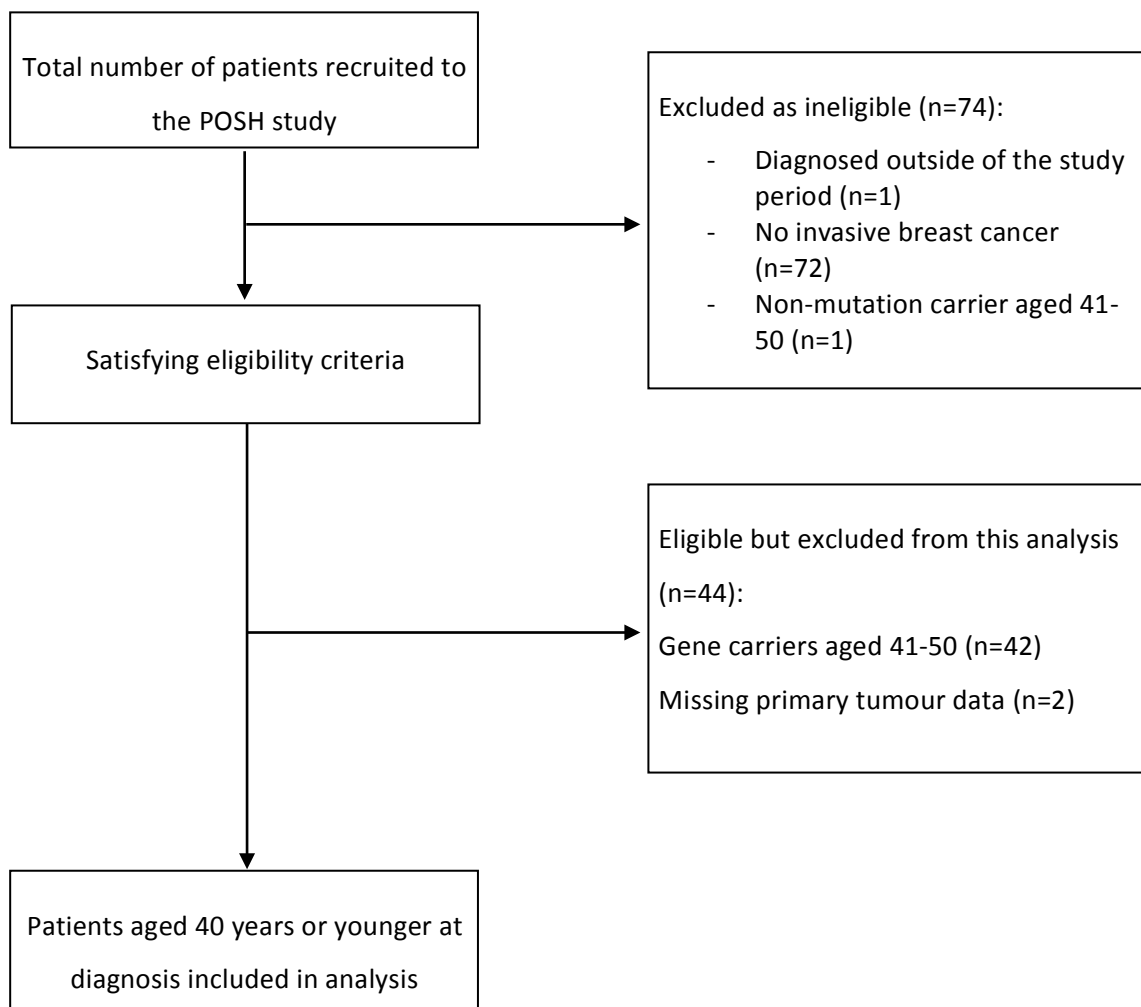 Total number of patients recruited to
the POSH study
Excluded as ineligible (n=74):
- Diagnosed outside of the study
period (n=1)
- No invasive breast cancer
(n=72)
- Non-mutation carrier aged 41-
50 (n=1)
Satisfying eligibility criteria
Eligible but excluded from this analysis
(n=44):
Gene carriers aged 41-50 (n=42)
Missing primary tumour data (n=2)
Patients aged 40 years or younger at
diagnosis included in analysis